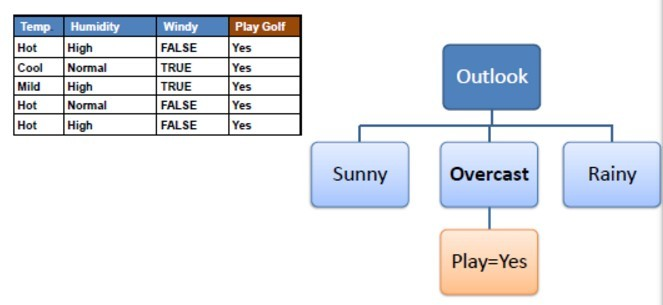 Temp Humidity Windy Play Golf
Hot High FALSE Yes
Cool Normal TRUE Yes
Mild High TRUE Yes
Hot Normal FALSE Yes
Hot High FALSE Yes
Outlook
Sunny Overcast Rainy
Play=Yes